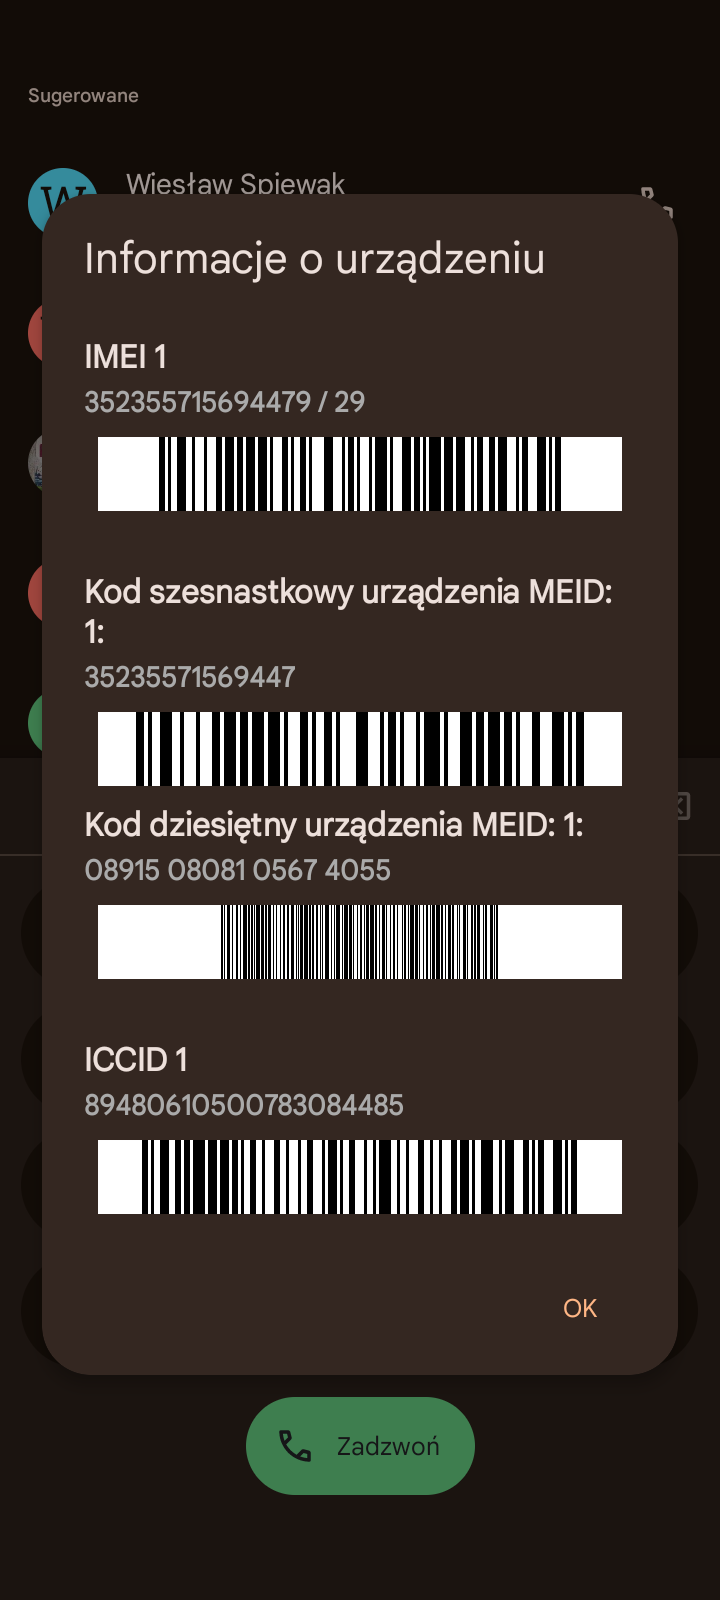 Sugerowane
W Wiesław Spiewak
Informacje o urządzeniu
IMEI 1
352355715694479 / 29
Kod szesnastkowy urządzenia MEID:
1:
35235571569447
Kod dziesiętny urządzenia MEID: 1:
08915 08081 0567 4055
ICCID 1
89480610500783084485
OK
Zadzwoń